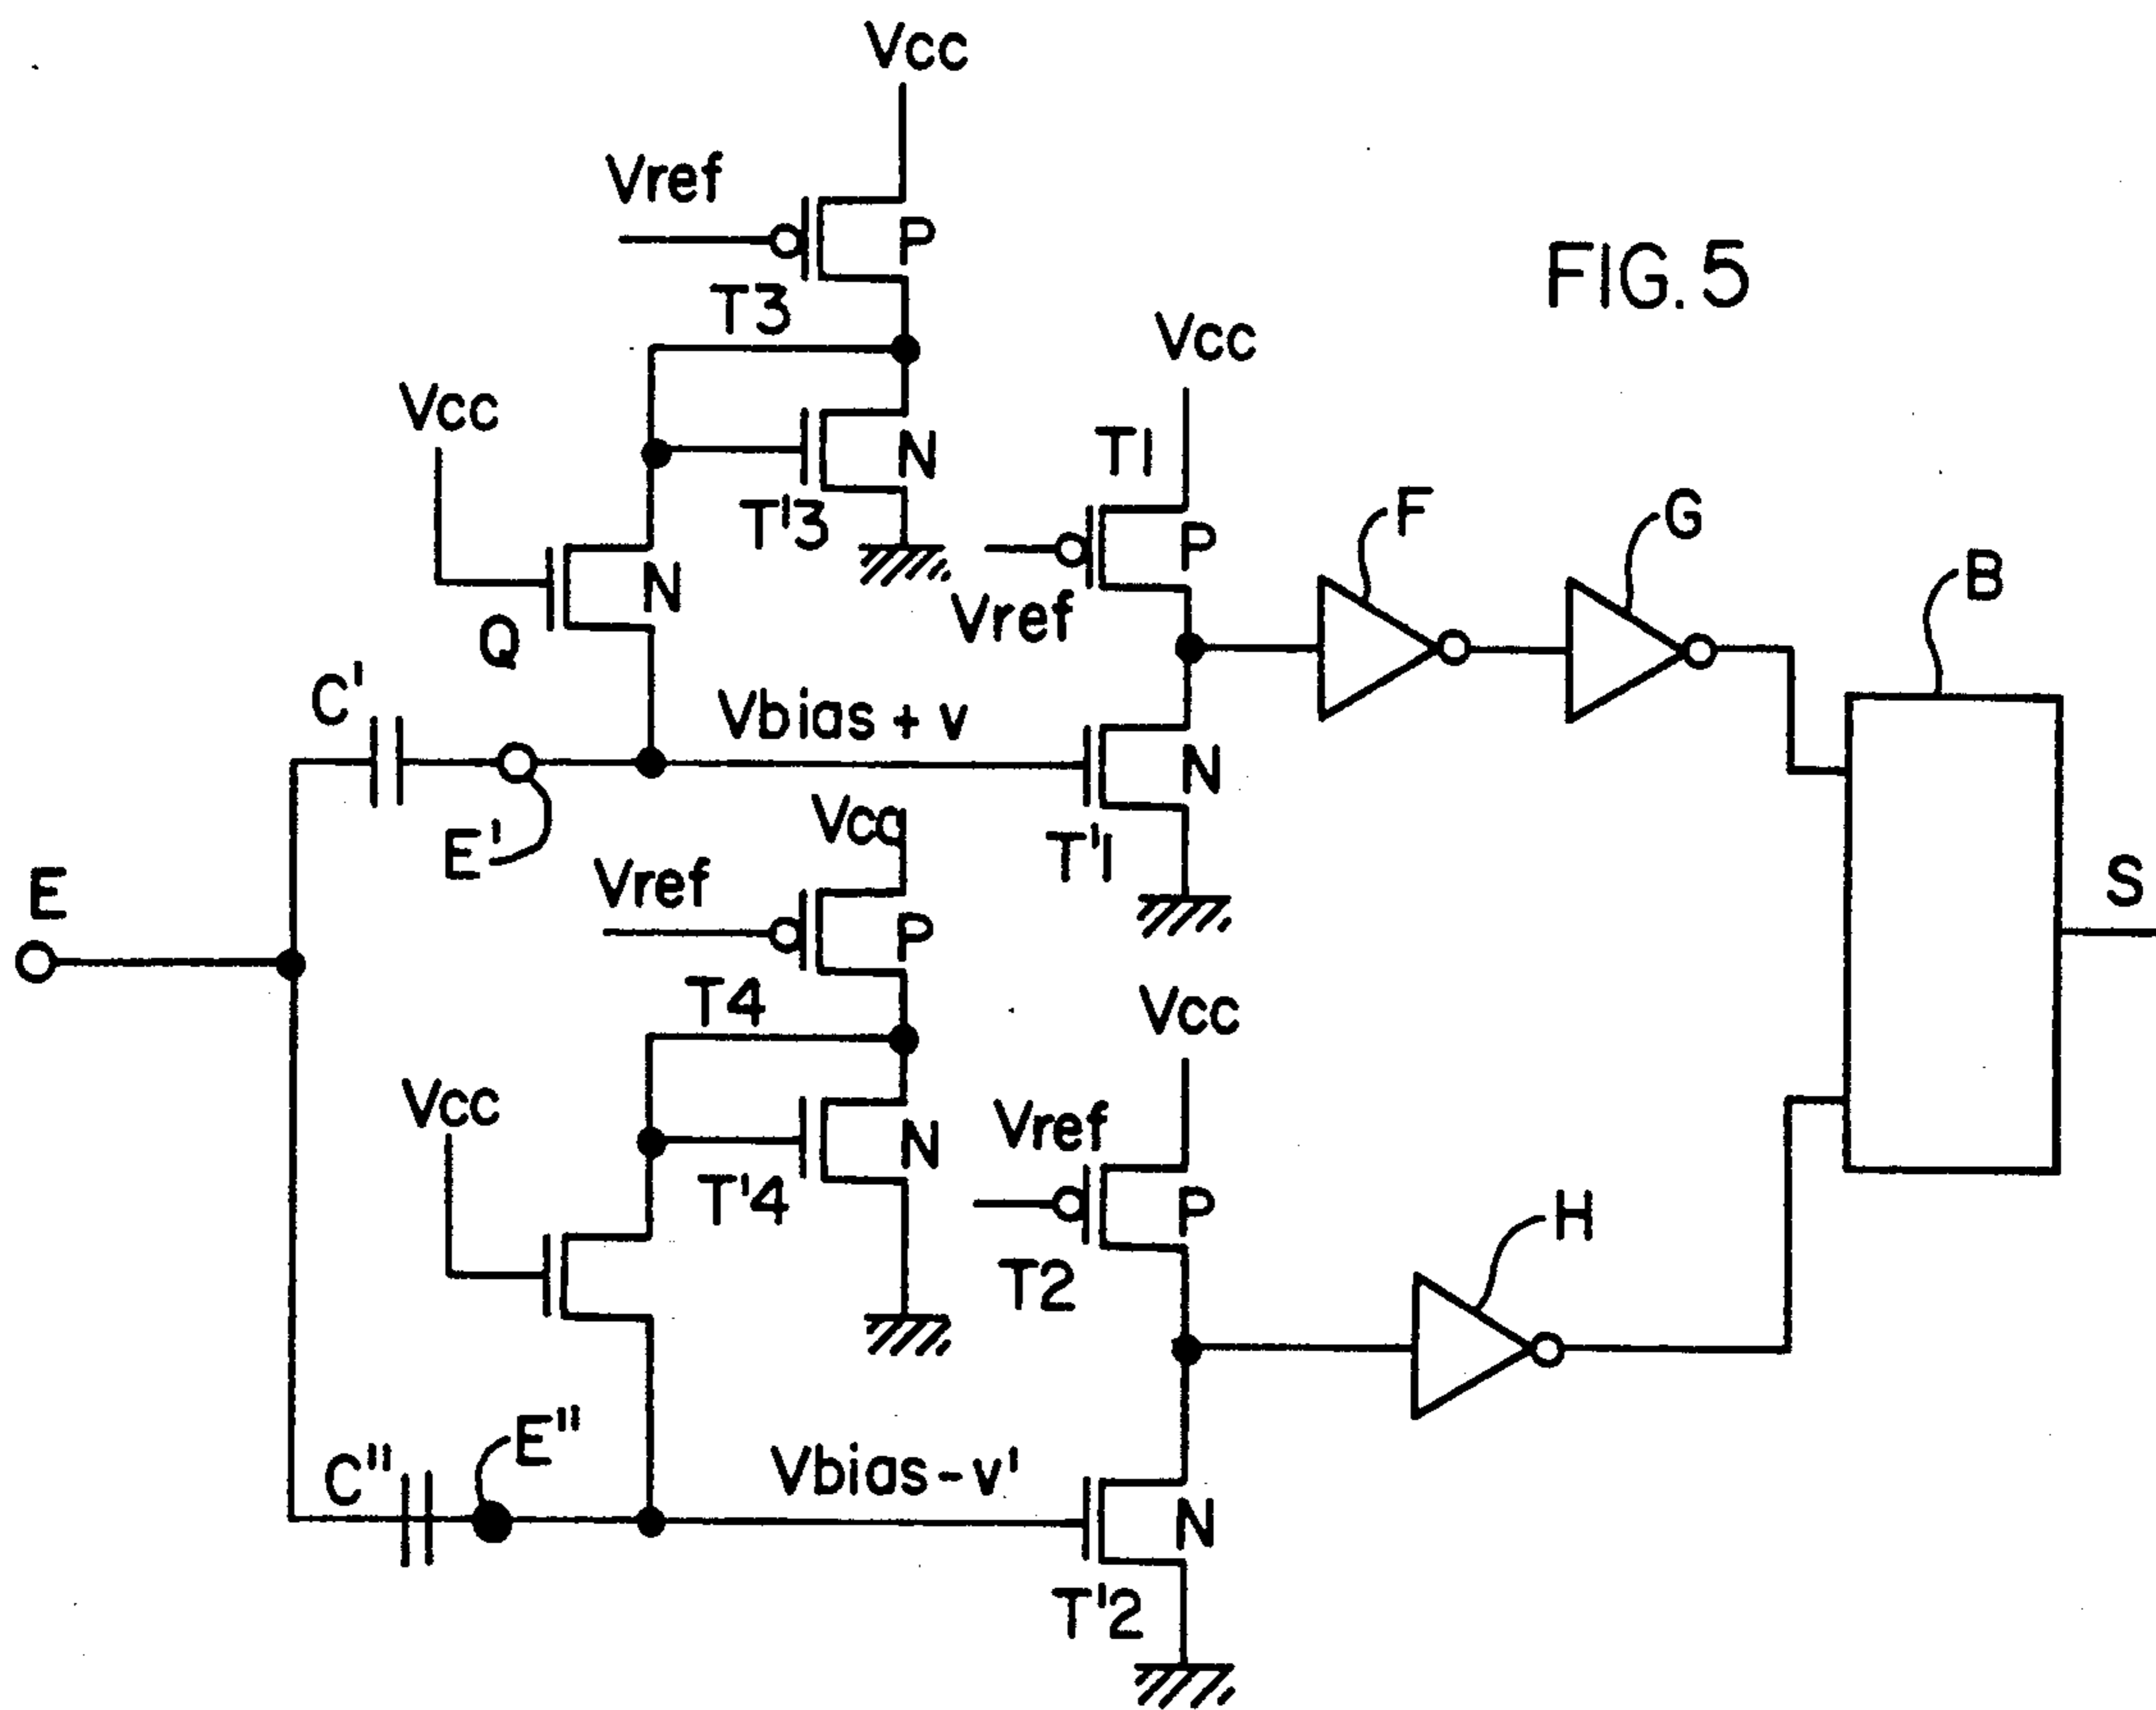 Vcc
Vref
P
FIG. 5
T3
Vcc
Vcc
T1
N
T'3
F
G
P
B
N
Vref
Q
C'
Vbias + v
N
Vcc
E'
T'1
Vref
E
S
P
T4
Vcc
Vcc
Vref
N
T'4
P
H
T2
E"
C"
Vbias - v'
N
T'2